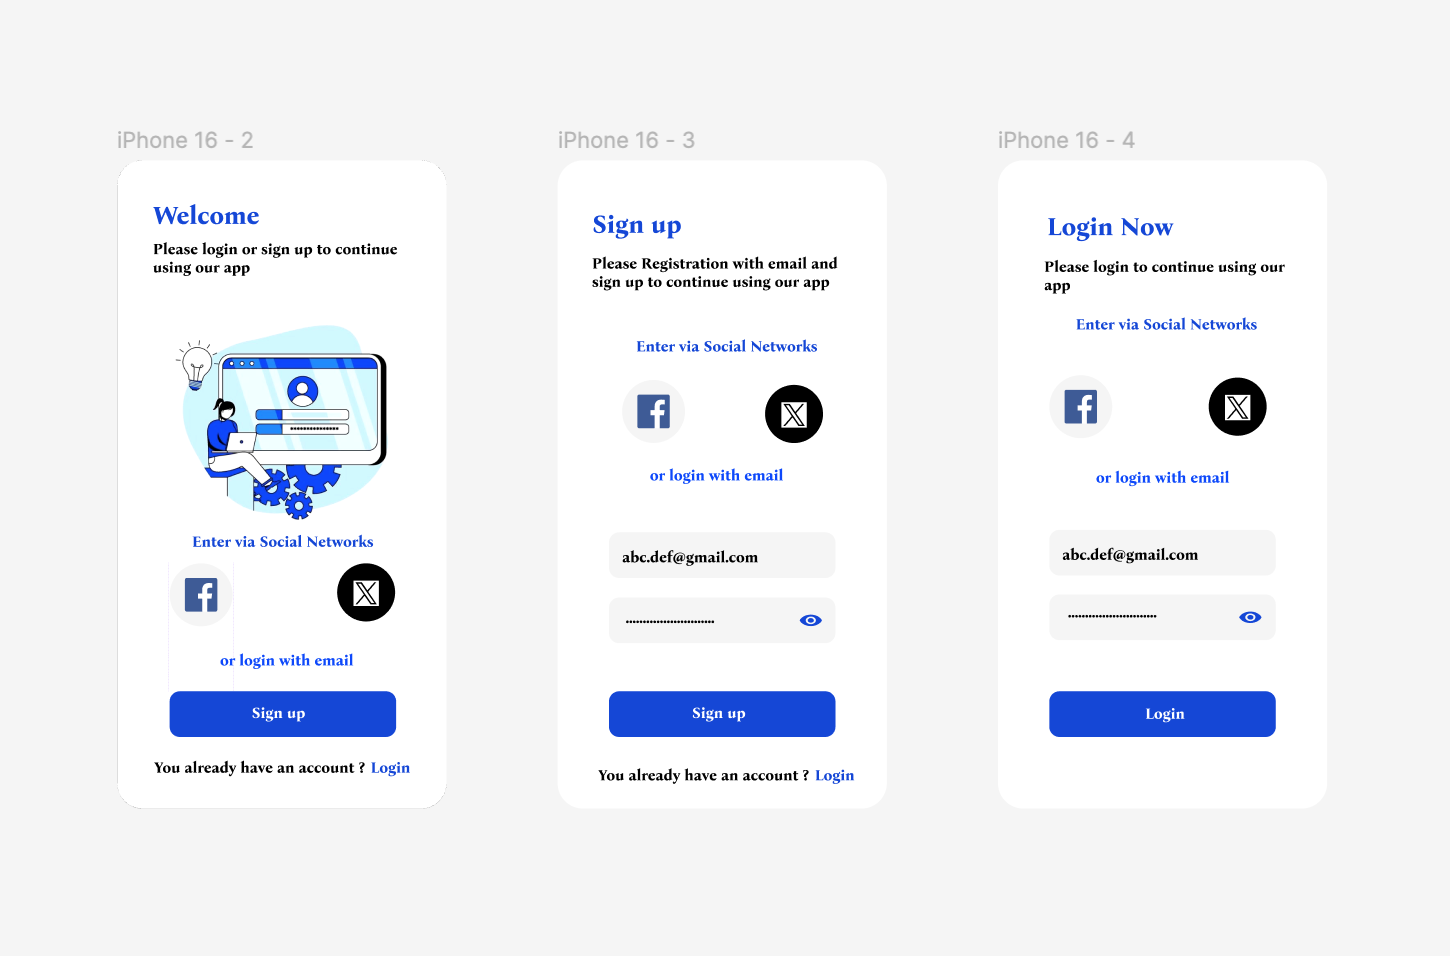 iPhone 16 - 2
Welcome
Please login or sign up to continue
using our app
Enter via Social Networks
or login with email
Sign up
You already have an account ? Login
iPhone 16 - 3
Sign up
Please Registration with email and
sign up to continue using our app
Enter via Social Networks
or login with email
abc.def@gmail.com
Sign up
You already have an account ? Login
iPhone 16 - 4
Login Now
Please login to continue using our
app
Enter via Social Networks
or login with email
abc.def@gmail.com
Login